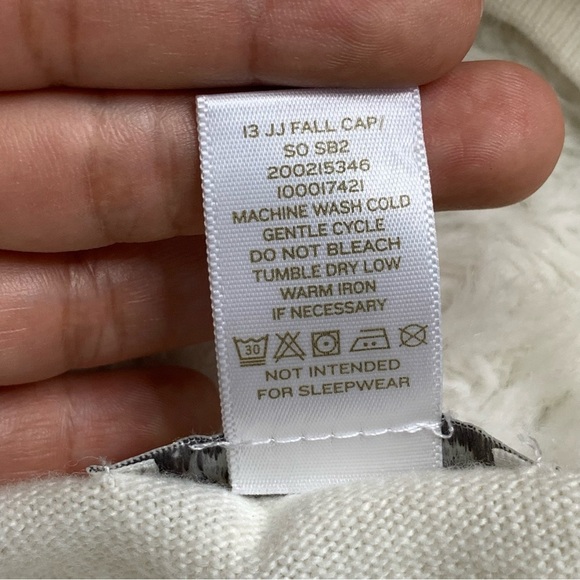 13 JJ FALL CAP/
SO SB2
200215346
100017421
MACHINE WASH COLD
GENTLE CYCLE
DO NOT BLEACH
TUMBLE DRY LOW
WARM IRON
IF NECESSARY
30
NOT INTENDED
FOR SLEEPWEAR